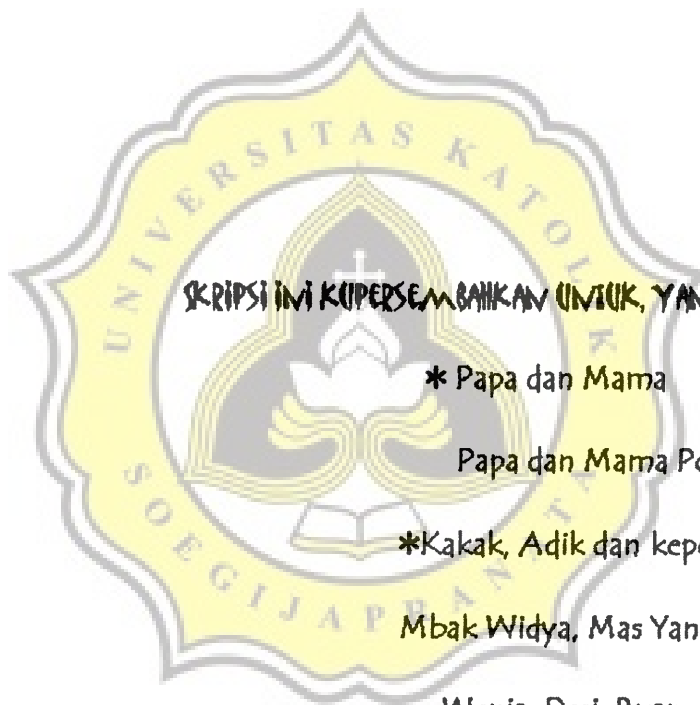 UNIVERSITAS KATOLIK
SOEGIJAPRANATA
SKRIPSI INI KUPERSEMBAHKAN UNTUK, YAN
* Papa dan Mama
Papa dan Mama
*Kakak, Adik dan
Mbak Widya, Mas Yan